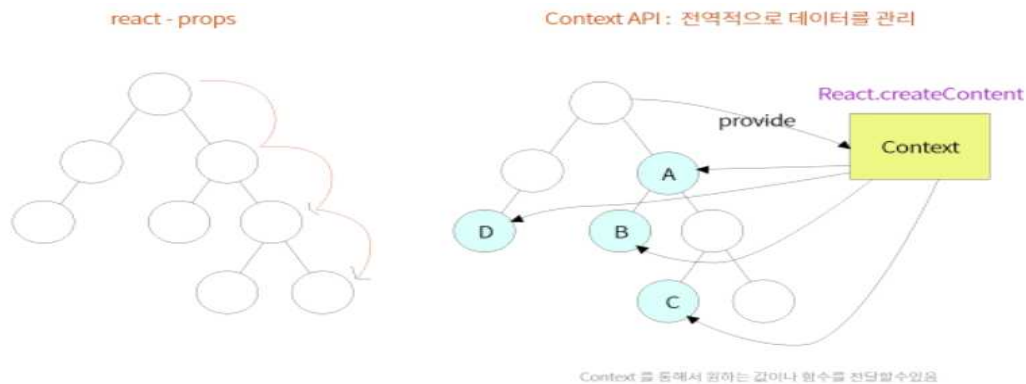 react - props
Context API : 전역적으로 데이터를 관리
React.createContent
provide
Context
A
D
B
C
Context 를 통해서 원하는 값이나 함수를 전달할수있음